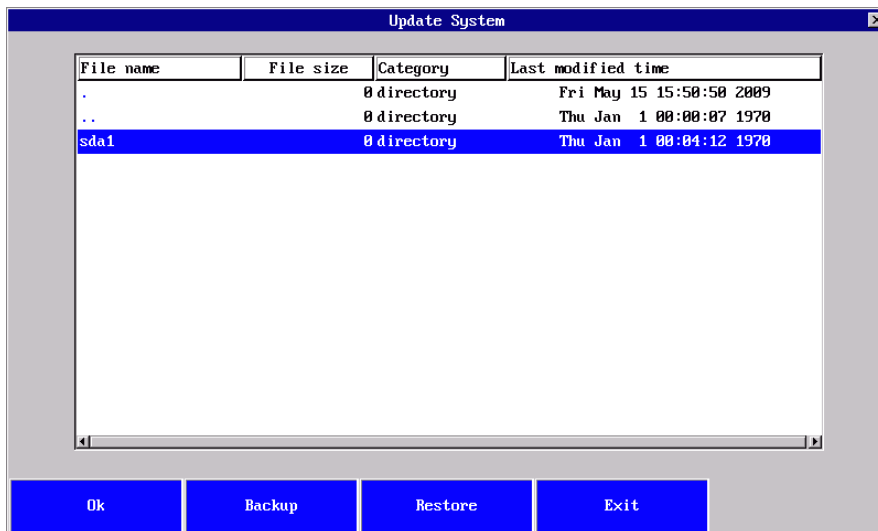 Update System
File name File size Category Last modified time
. 0 directory Fri May 15 15:50:50 2009
.. 0 directory Thu Jan 1 00:00:07 1970
sda1 0 directory Thu Jan 1 00:04:12 1970
Ok Backup Restore Exit